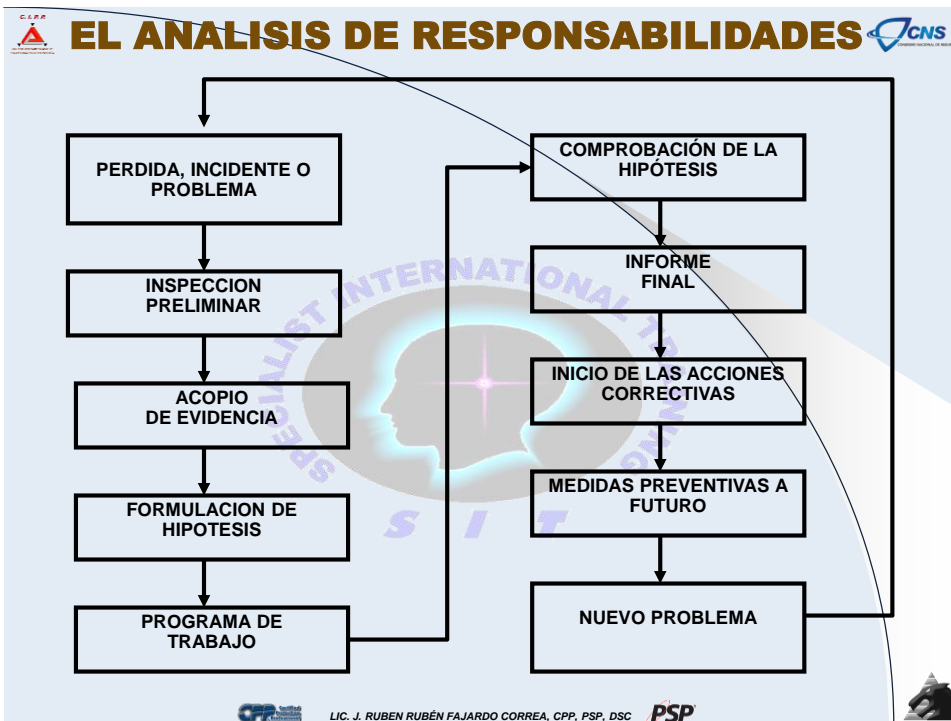 C.I.P.R.
EL ANALISIS DE RESPONSABILIDADES
CNS
PERDIDA, INCIDENTE O
PROBLEMA
INSPECCION
PRELIMINAR
ACOPIO
DE EVIDENCIA
FORMULACION DE
HIPOTESIS
PROGRAMA DE
TRABAJO
COMPROBACIÓN DE LA
HIPÓTESIS
INFORME
FINAL
INICIO DE LAS ACCIONES
CORRECTIVAS
MEDIDAS PREVENTIVAS A
FUTURO
NUEVO PROBLEMA
SPECIALIST INTERNATIONAL TRAINING
S I T
CPP
LIC. J. RUBEN RUBÉN FAJARDO CORREA, CPP, PSP, DSC
PSP